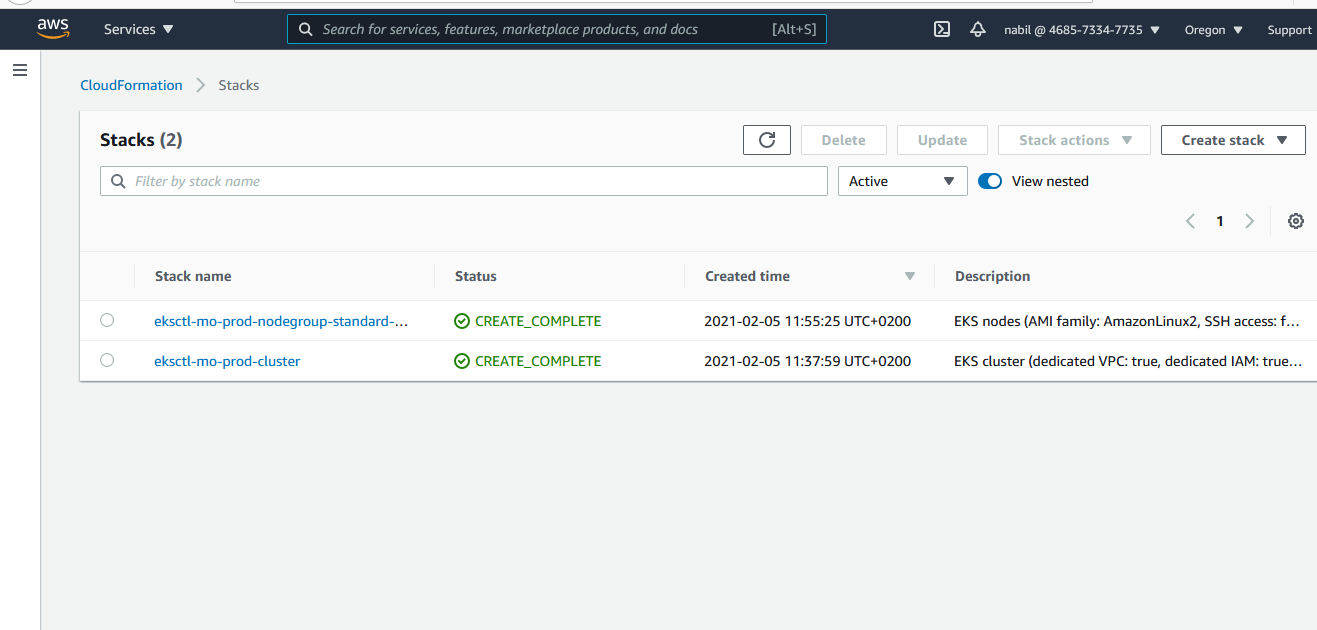 aws Services Search for services, features, marketplace products, and docs [Alt+S] nabil @ 4685-7334-7735 Oregon Support
CloudFormation Stacks
Stacks (2) Delete Update Stack actions Create stack
Filter by stack name Active View nested
1
Stack name Status Created time Description
eksctl-mo-prod-nodegroup-standard-... CREATE_COMPLETE 2021-02-05 11:55:25 UTC+0200 EKS nodes (AMI family: AmazonLinux2, SSH access: f...
eksctl-mo-prod-cluster CREATE_COMPLETE 2021-02-05 11:37:59 UTC+0200 EKS cluster (dedicated VPC: true, dedicated IAM: true...